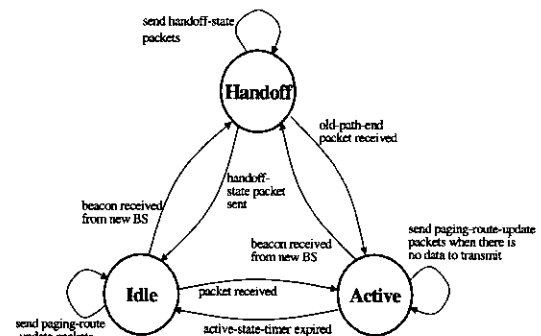 send handoff-state
packets
Handoff
old-path-end
packet received
handoff-
state packet
sent
beacon received
from new BS
beacon received
from new BS
send paging-route-update
packets when there is
no data to transmit
Idle
packet received
Active
send paging-route
update packets
active-state-timer expired